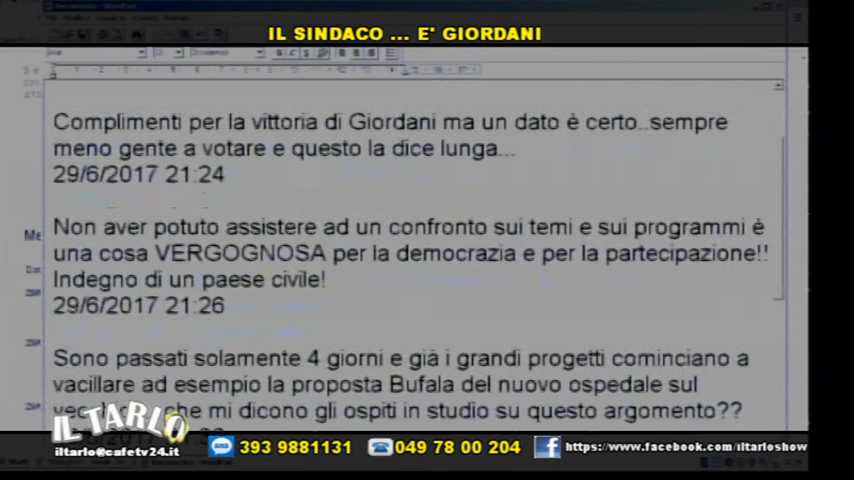 IL SINDACO ... E' GIORDANI
Complimenti per la vittoria di Giordani ma un dato è certo..sempre
meno gente a votare e questo la dice lunga...
29/6/2017 21:24
Non aver potuto assistere ad un confronto sui temi e sui programmi è
una cosa VERGOGNOSA per la democrazia e per la partecipazione!!
Indegno di un paese civile!
29/6/2017 21:26
Sono passati solamente 4 giorni e già i grandi progetti cominciano a
vacillare ad esempio la proposta Bufala del nuovo ospedale sul
che mi dicono gli ospiti in studio su questo argomento??
IL TARLO
iltarlo@cafetv24.it
SMS 393 9881131
049 78 00 204
f https://www.facebook.com/iltarloshow